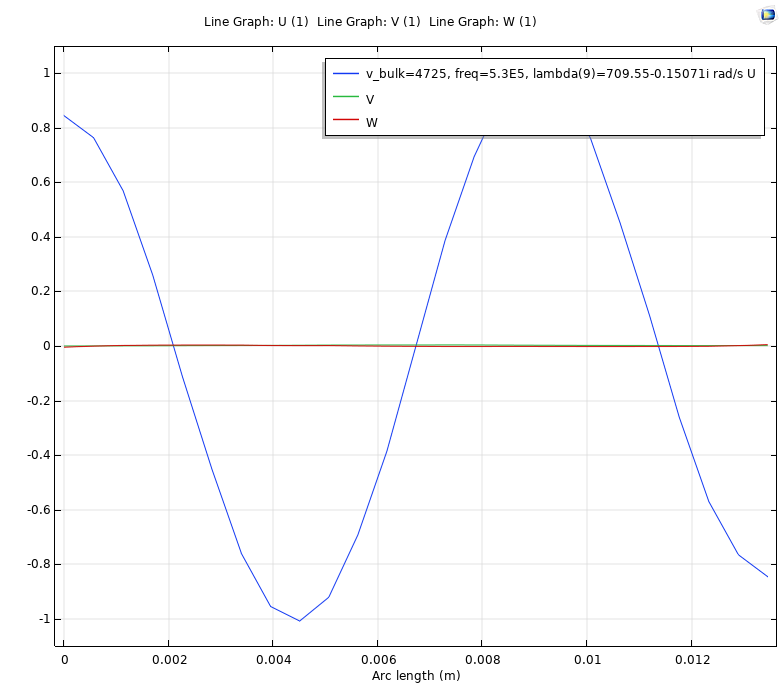 Line Graph: U (1)  Line Graph: V (1)  Line Graph: W (1)
v_bulk=4725, freq=5.3E5, lambda(9)=709.55-0.15071i rad/s U
V
W
1
0.8
0.6
0.4
0.2
0
-0.2
-0.4
-0.6
-0.8
-1
0 0.002 0.004 0.006 0.008 0.01 0.012
Arc length (m)